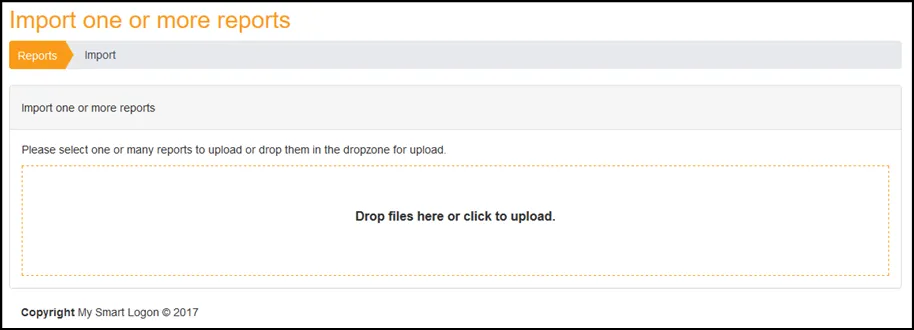 Import one or more reports
Reports Import
Import one or more reports
Please select one or many reports to upload or drop them in the dropzone for upload.
Drop files here or click to upload.
Copyright My Smart Logon © 2017